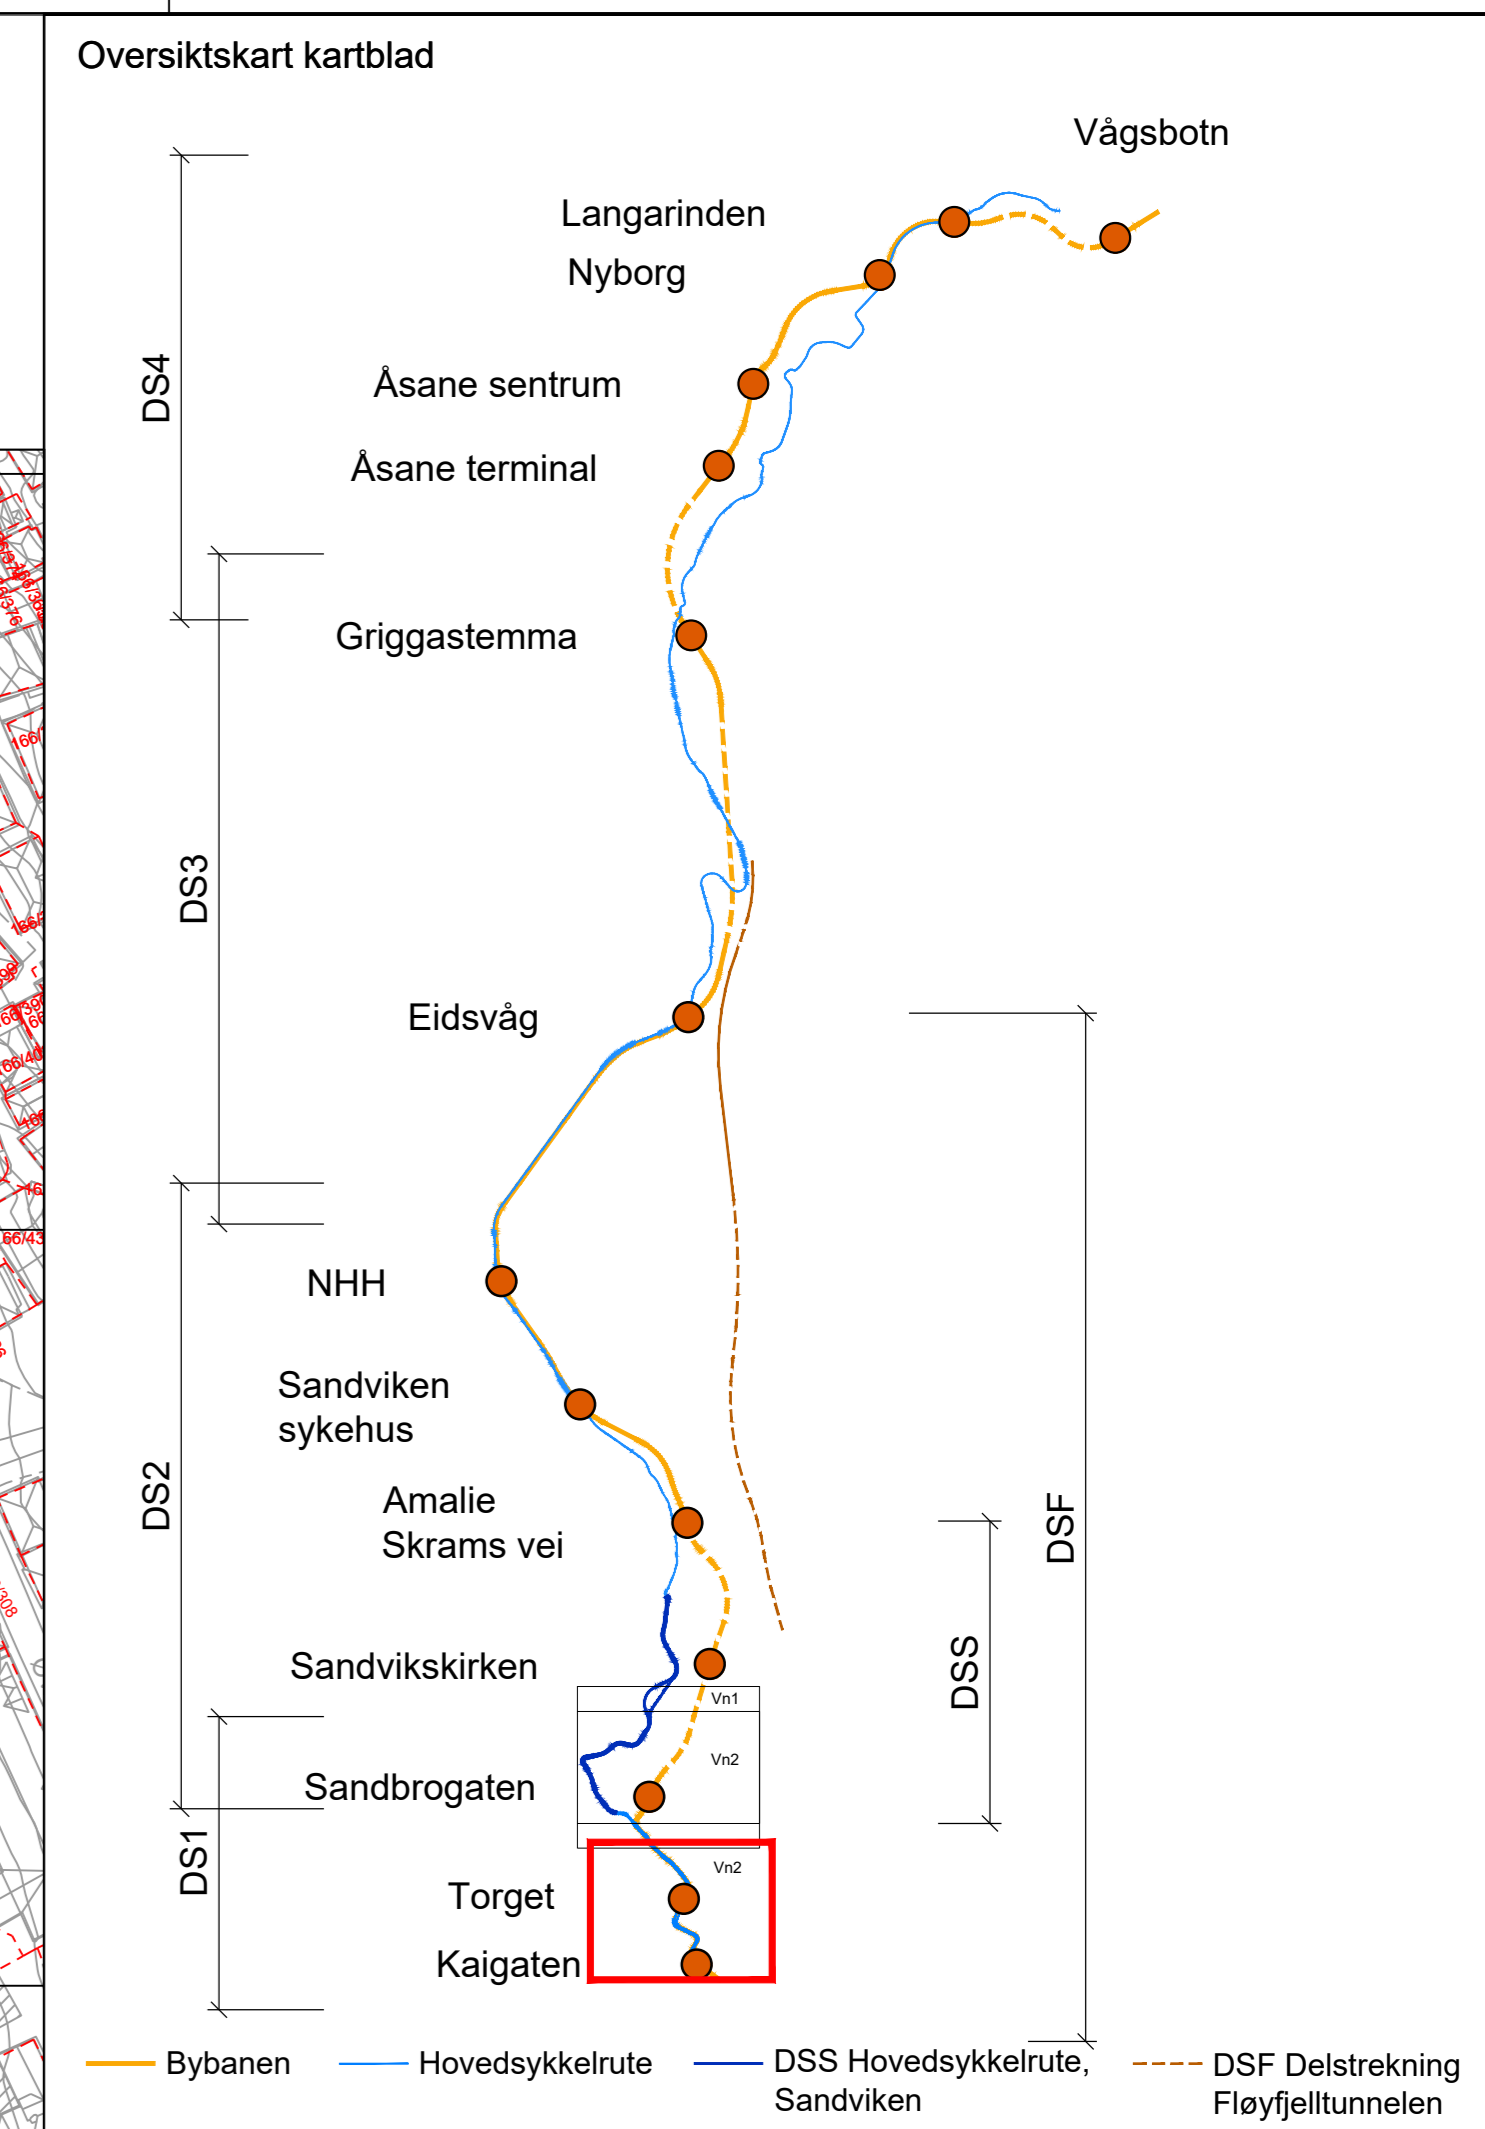 Oversiktskart kartblad
Vågsbotn
Langarinden
Nyborg
DS4
Åsane sentrum
Åsane terminal
Griggastemma
DS3
Eidsvåg
NHH
Sandviken
sykehus
DS2
Amalie
Skrams vei
DSF
DSS
Sandvikskirken
Vn1
Vn2
Sandbrogaten
DS1
Vn2
Torget
Kaigaten
66/43
Bybanen
Hovedsykkelrute
DSS Hovedsykkelrute,
Sandviken
DSF Delstrekning
Fløyfjelltunnelen